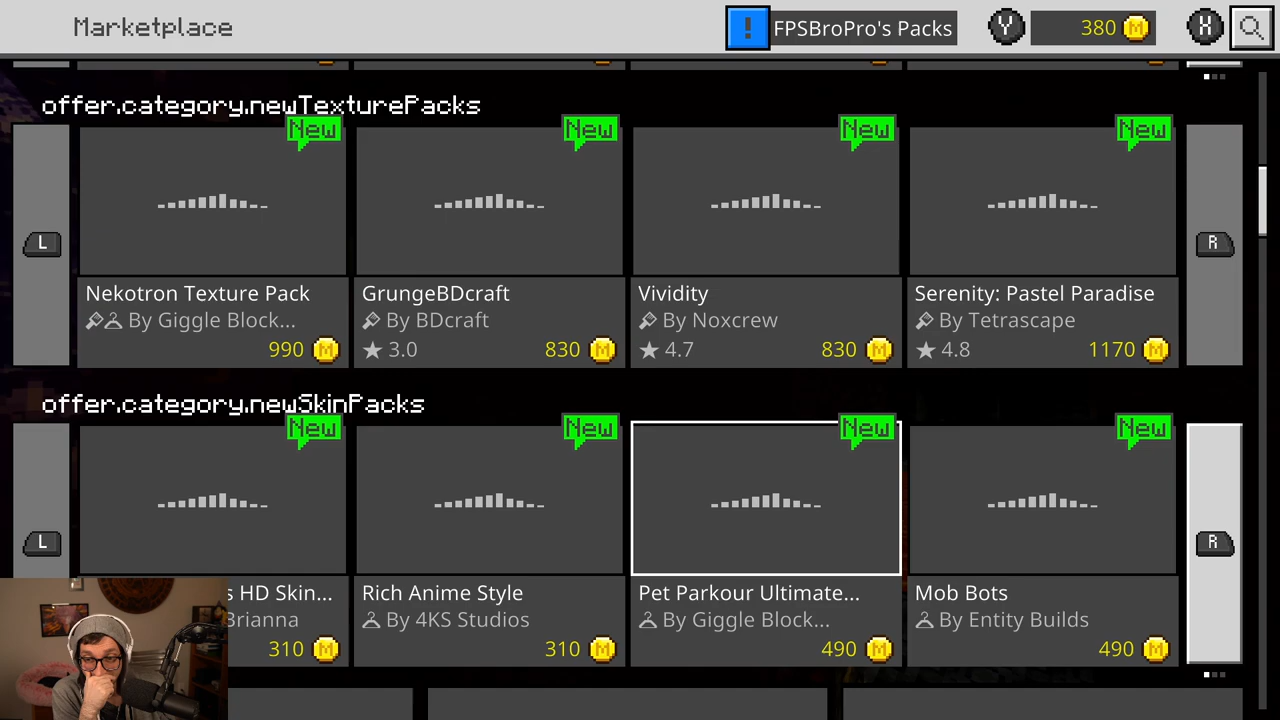 Marketplace
! FPSBroPro's Packs
Y 380 M
X
offer.category.newTexturePacks
New
New
New
New
L
R
Nekotron Texture Pack
By Giggle Block...
990 M
GrungeBDcraft
By BDcraft
3.0 830 M
Vividity
By Noxcrew
4.7 830 M
Serenity: Pastel Paradise
By Tetrascape
4.8 1170 M
offer.category.newSkinPacks
New
New
New
New
L
R
s HD Skin...
Brianna
310 M
Rich Anime Style
By 4KS Studios
310 M
Pet Parkour Ultimate...
By Giggle Block...
490 M
Mob Bots
By Entity Builds
490 M